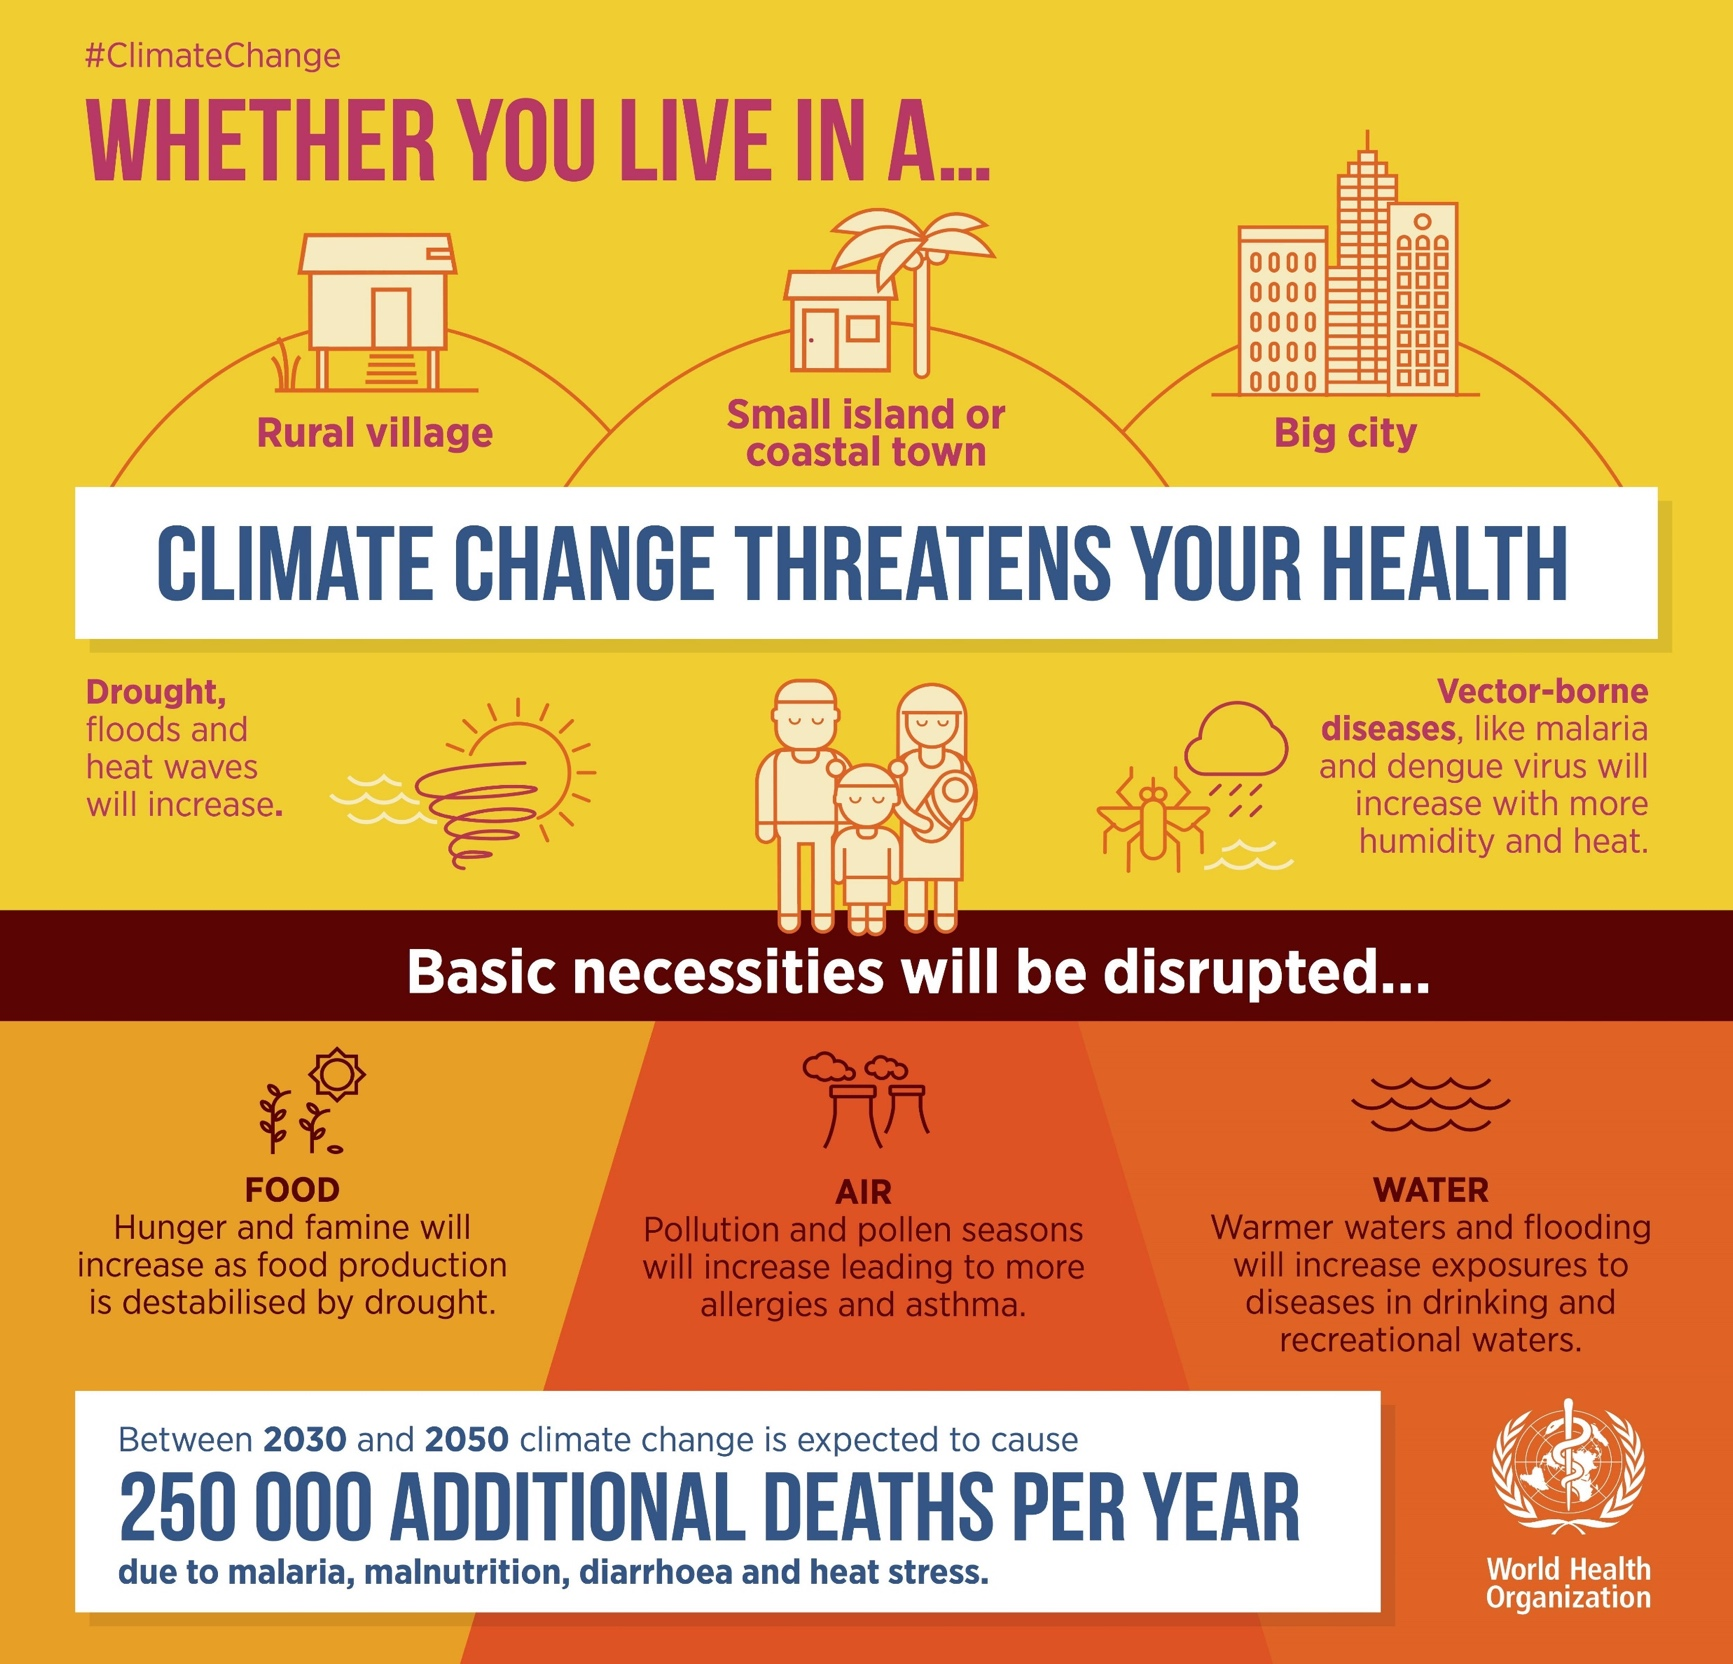 #ClimateChange
WHETHER YOU LIVE IN A...
Rural village
Small island or
coastal town
Big city
CLIMATE CHANGE THREATENS YOUR HEALTH
Drought,
floods and
heat waves
will increase.
Vector-borne
diseases, like malaria
and dengue virus will
increase with more
humidity and heat.
Basic necessities will be disrupted...
FOOD
Hunger and famine will
increase as food production
is destabilised by drought.
AIR
Pollution and pollen seasons
will increase leading to more
allergies and asthma.
WATER
Warmer waters and flooding
will increase exposures to
diseases in drinking and
recreational waters.
Between 2030 and 2050 climate change is expected to cause
250 000 ADDITIONAL DEATHS PER YEAR
due to malaria, malnutrition, diarrhoea and heat stress.
World Health
Organization